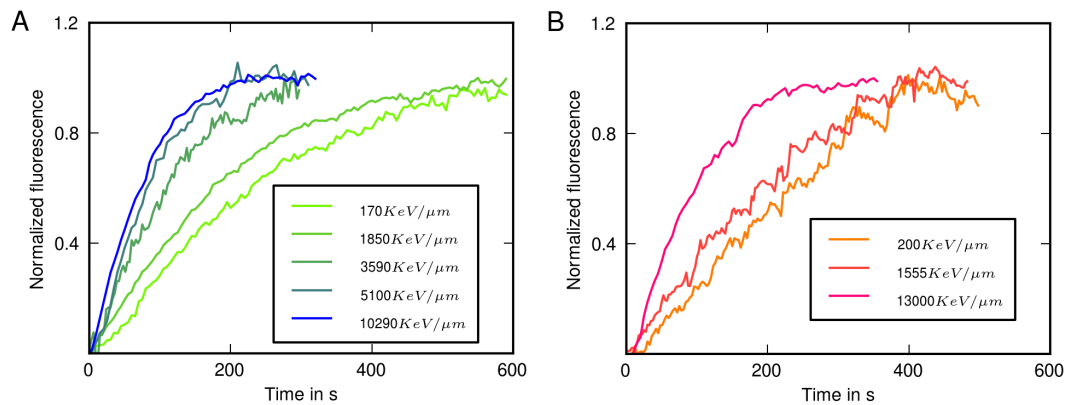 A
1.2
0.8
0.4
Normalized fluorescence
170KeV/μm
1850KeV/μm
3590KeV/μm
5100KeV/μm
10290KeV/μm
0 200 400 600
Time in s
B
1.2
0.8
0.4
Normalized fluorescence
200KeV/μm
1555KeV/μm
13000KeV/μm
0 200 400 600
Time in s